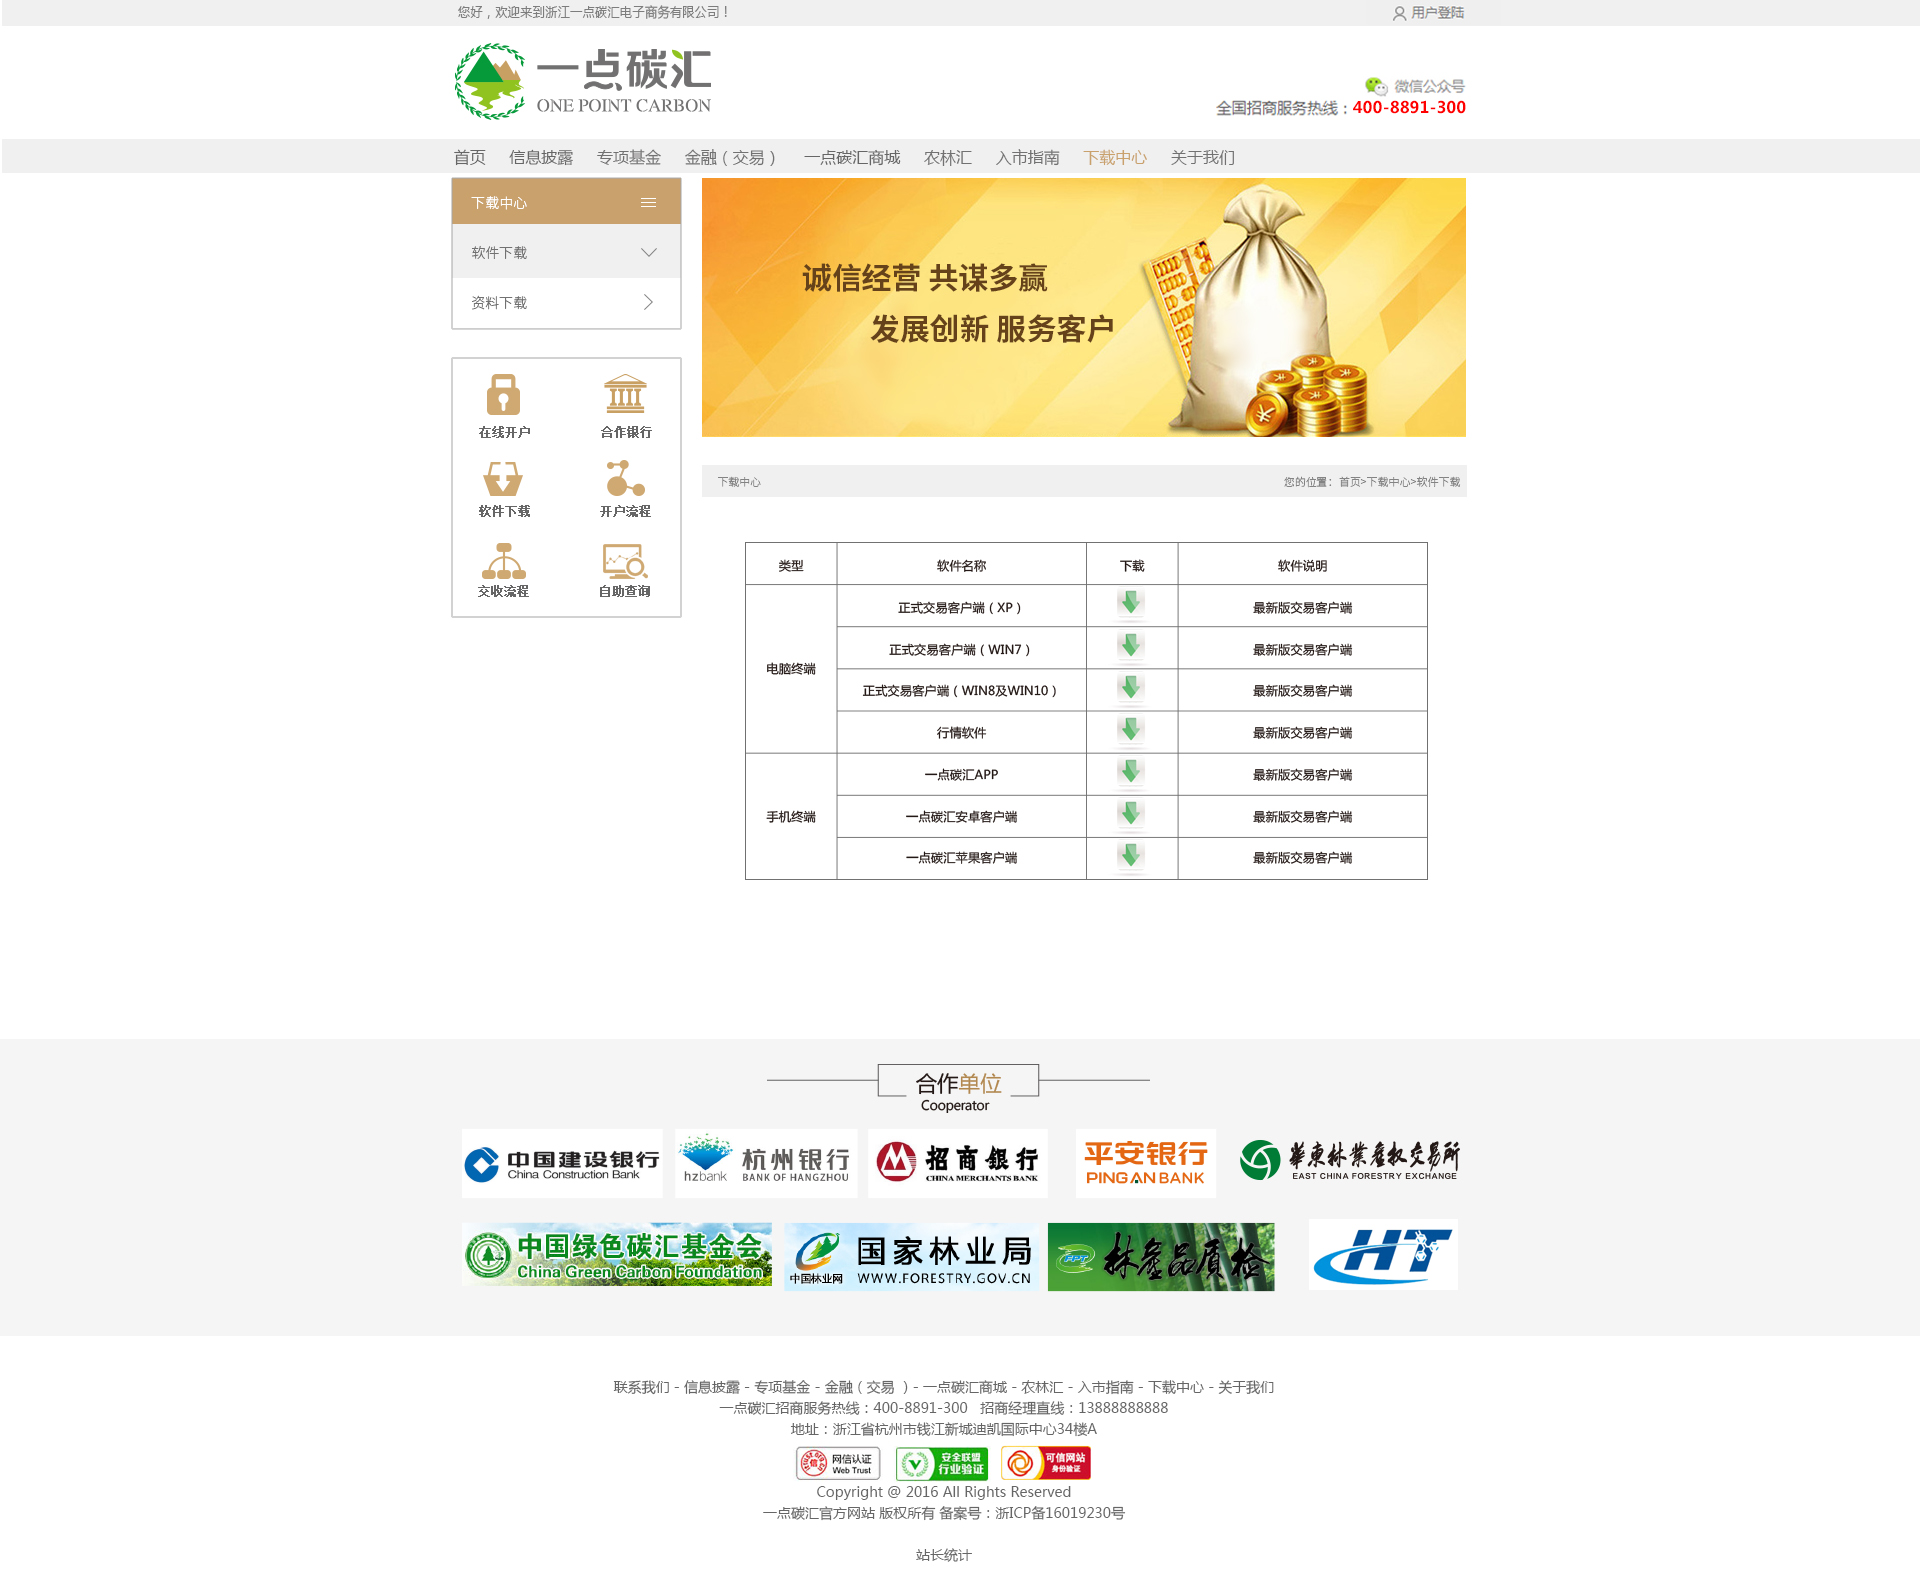 您好，欢迎来到浙江一点碳汇电子商务有限公司！
用户登陆
一点碳汇
ONE POINT CARBON
微信公众号
全国招商服务热线：400-8891-300
首页 信息披露 专项基金 金融（交易） 一点碳汇商城 农林汇 入市指南 下载中心 关于我们
下载中心
软件下载
资料下载
诚信经营 共谋多赢
发展创新 服务客户
在线开户 合作银行
软件下载 开户流程
交收流程 自助查询
下载中心 您的位置：首页>下载中心>软件下载
类型 软件名称 下载 软件说明
电脑终端
正式交易客户端（XP） 最新版交易客户端
正式交易客户端（WIN7） 最新版交易客户端
正式交易客户端（WIN8及WIN10） 最新版交易客户端
行情软件 最新版交易客户端
手机终端
一点碳汇APP 最新版交易客户端
一点碳汇安卓客户端 最新版交易客户端
一点碳汇苹果客户端 最新版交易客户端
合作单位
Cooperator
中国建设银行
China Construction Bank
hzbank
杭州银行
BANK OF HANGZHOU
招商银行
CHINA MERCHANTS BANK
平安银行
PING AN BANK
華東林業產权交易所
EAST CHINA FORESTRY EXCHANGE
中国绿色碳汇基金会
China Green Carbon Foundation
中国林业网
国家林业局
WWW.FORESTRY.GOV.CN
FPT
林产品质检
HT
联系我们 - 信息披露 - 专项基金 - 金融（交易 ）- 一点碳汇商城 - 农林汇 - 入市指南 - 下载中心 - 关于我们
一点碳汇招商服务热线：400-8891-300 招商经理直线：13888888888
地址：浙江省杭州市钱江新城迪凯国际中心34楼A
网信认证
Web Trust
安全联盟
行业验证
可信网站
身份验证
Copyright @ 2016 All Rights Reserved
一点碳汇官方网站 版权所有 备案号：浙ICP备16019230号
站长统计